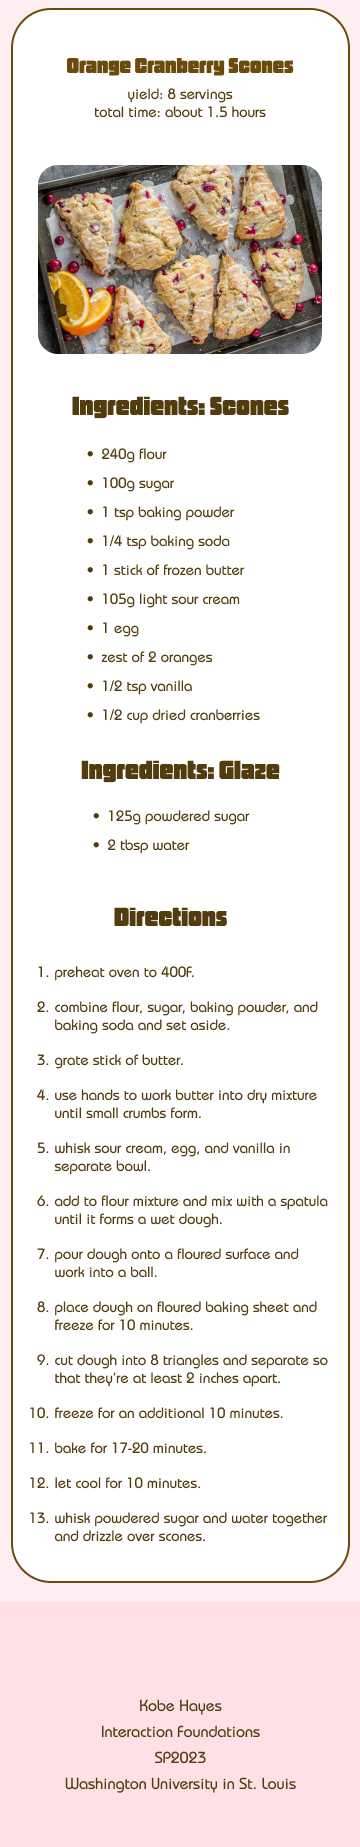 Orange Cranberry Scones
yield: 8 servings
total time: about 1.5 hours
Ingredients: Scones
• 240g flour
• 100g sugar
• 1 tsp baking powder
• 1/4 tsp baking soda
• 1 stick of frozen butter
• 105g light sour cream
• 1 egg
• zest of 2 oranges
• 1/2 tsp vanilla
• 1/2 cup dried cranberries
Ingredients: Glaze
• 125g powdered sugar
• 2 tbsp water
Directions
1. preheat oven to 400F.
2. combine flour, sugar, baking powder, and
baking soda and set aside.
3. grate stick of butter.
4. use hands to work butter into dry mixture
until small crumbs form.
5. whisk sour cream, egg, and vanilla in
separate bowl.
6. add to flour mixture and mix with a spatula
until it forms a wet dough.
7. pour dough onto a floured surface and
work into a ball.
8. place dough on floured baking sheet and
freeze for 10 minutes.
9. cut dough into 8 triangles and separate so
that they're at least 2 inches apart.
10. freeze for an additional 10 minutes.
11. bake for 17-20 minutes.
12. let cool for 10 minutes.
13. whisk powdered sugar and water together
and drizzle over scones.
Kobe Hayes
Interaction Foundations
SP2023
Washington University in St. Louis